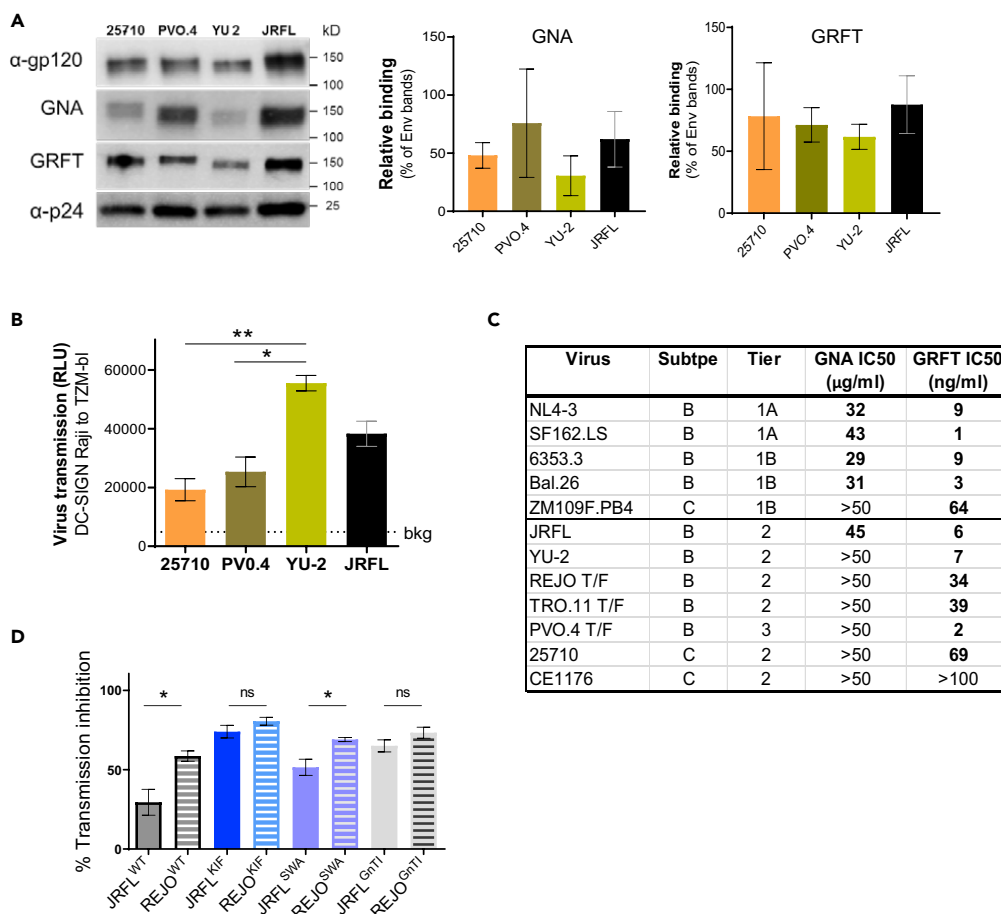 A
25710 PVO.4 YU 2 JRFL kD
α-gp120
150
100
GNA
150
100
GRFT
150
100
α-p24
25
GNA
Relative binding
(% of Env bands)
150
100
50
0
25710 PVO.4 YU-2 JRFL
GRFT
Relative binding
(% of Env bands)
150
100
50
0
25710 PVO.4 YU-2 JRFL
B
Virus transmission (RLU)
DC-SIGN Raji to TZM-bl
60000
40000
20000
0
**
*
bkg
25710 PV0.4 YU-2 JRFL
C
Virus Subtpe Tier GNA IC50 (μg/ml) GRFT IC50 (ng/ml)
NL4-3 B 1A 32 9
SF162.LS B 1A 43 1
6353.3 B 1B 29 9
Bal.26 B 1B 31 3
ZM109F.PB4 C 1B >50 64
JRFL B 2 45 6
YU-2 B 2 >50 7
REJO T/F B 2 >50 34
TRO.11 T/F B 2 >50 39
PVO.4 T/F B 3 >50 2
25710 C 2 >50 69
CE1176 C 2 >50 >100
D
% Transmission inhibition
100
50
0
* ns * ns
JRFL^WT REJO^WT JRFL^KIF REJO^KIF JRFL^SWA REJO^SWA JRFL^GnTI REJO^GnTI